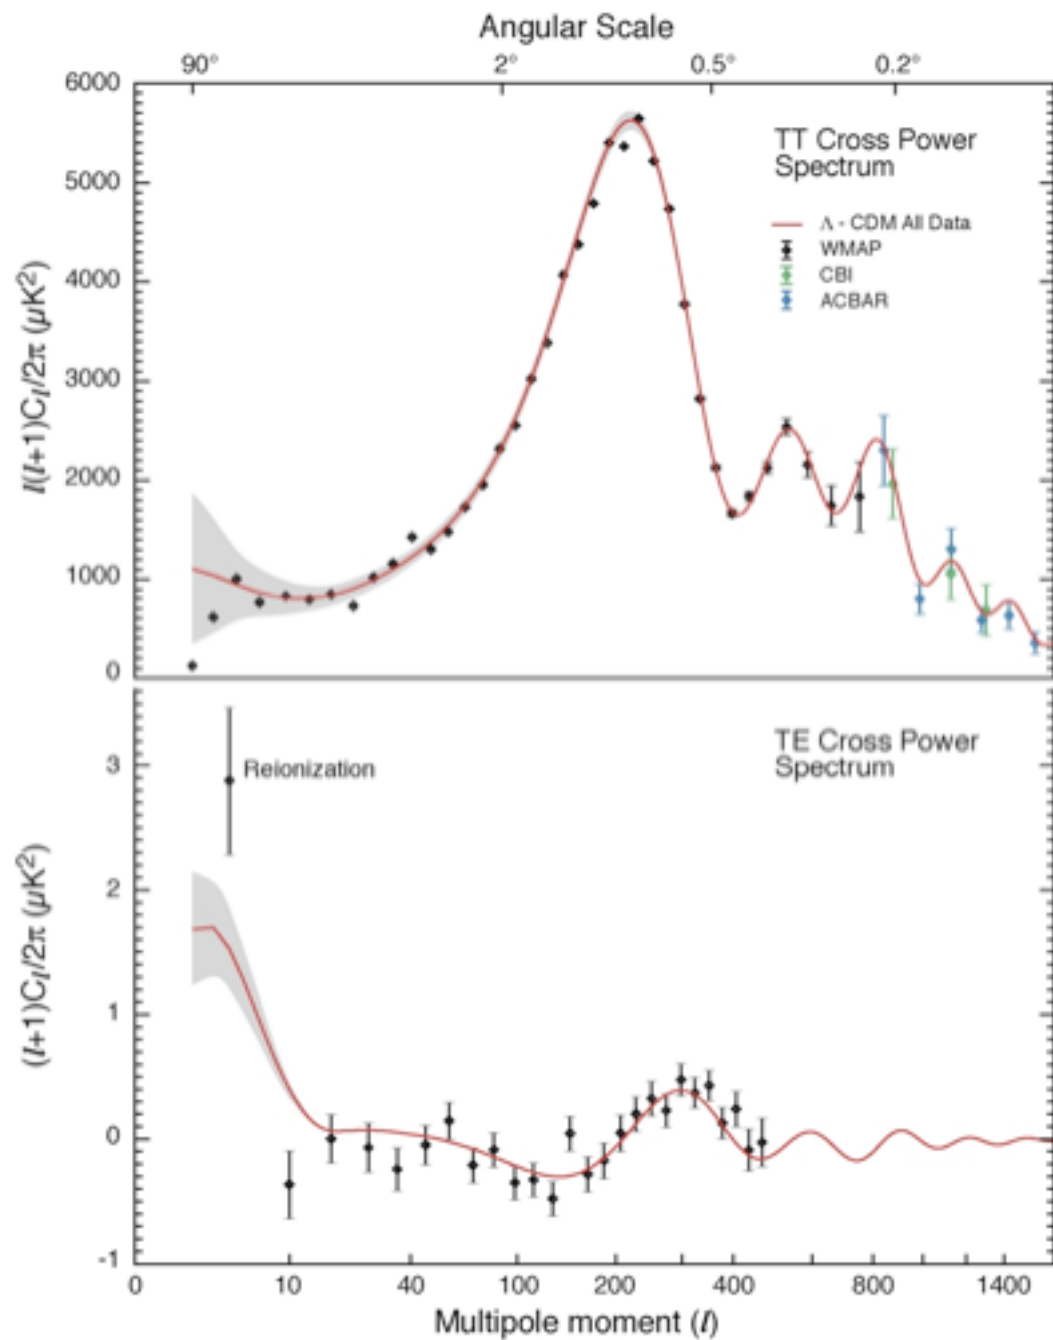 Angular Scale
90° 2° 0.5° 0.2°
6000
5000
4000
3000
2000
1000
0
l(l+1)Cl/2π (μK²)
TT Cross Power
Spectrum
Λ - CDM All Data
WMAP
CBI
ACBAR
3
2
1
0
-1
(l+1)Cl/2π (μK²)
Reionization
TE Cross Power
Spectrum
0 10 40 100 200 400 800 1400
Multipole moment (l)